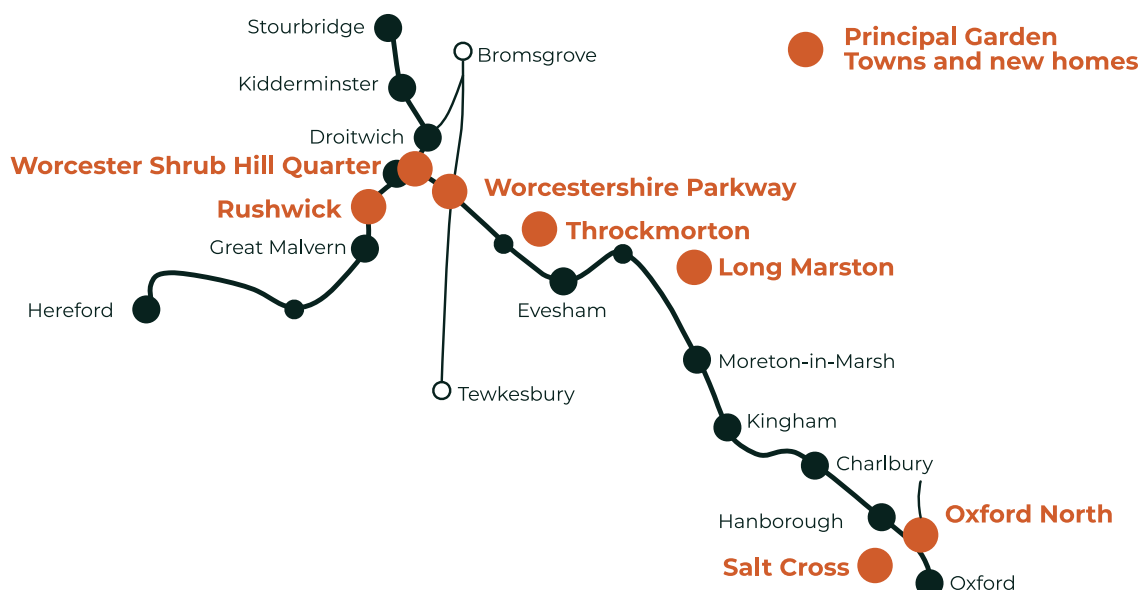 Stourbridge
Bromsgrove
Principal Garden
Towns and new homes
Kidderminster
Droitwich
Worcester Shrub Hill Quarter
Worcestershire Parkway
Rushwick
Throckmorton
Great Malvern
Long Marston
Hereford
Evesham
Moreton-in-Marsh
Tewkesbury
Kingham
Charlbury
Hanborough
Oxford North
Salt Cross
Oxford